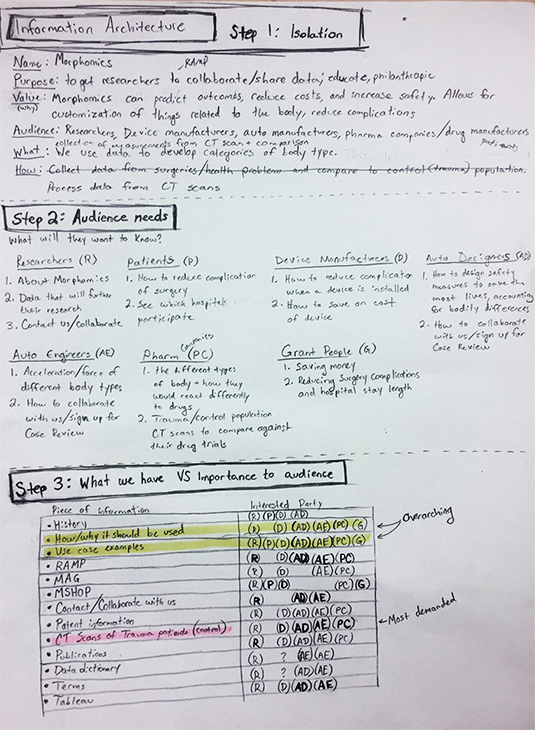 Information Architecture
Step 1: Isolation
Name: Morphomics
RAMP
Purpose: to get researchers to collaborate/share data; educate, philanthropic
Value: Morphomics can predict outcomes, reduce costs, and increase safety. Allows for
(why)
customization of things related to the body, reduce complications
Audience: Researchers, Device manufacturers, auto manufacturers, pharma companies/drug manufacturers
collection of measurements from CT scan + comparison
What: We use data to develop categories of body type.
How: Collect data from surgeries/health problems and compare to control (trauma) population.
Process data from CT scans
Step 2: Audience needs
What will they want to know?
Researchers (R)
1. About Morphomics
2. Data that will further
their research
3. Contact us/collaborate
Patients (P)
1. How to reduce complication
of surgery
2. See which hospitals
participate
Device Manufacturers (D)
1. How to reduce complication
when a device is installed
2. How to save on cost
of device
Auto Designers (AD)
1. How to design safety
measures to save the
most lives, accounting
for bodily differences
2. How to collaborate
with us/sign up for
Case Review
Auto Engineers (AE)
1. Acceleration/force of
different body types
2. How to collaborate
with us/sign up for
Case Review
Companies
Pharm (PC)
1. the different types
of body + how they
would react differently
to drugs
2. Trauma/control population
CT scans to compare against
their drug trials
Grant People (G)
1. Saving money
2. Reducing Surgery complications
and hospital stay length
Step 3: What we have VS Importance to audience
Piece of information Interested Party
• History (R)(P)(D)(AD)
• How/why it should be used (R) (D)(AD)(AE)(PC)(G)
Overarching
• Use case examples (R)(P)(D)(AD)(AE)(PC)(G)
• RAMP (R) (D)(AD)(AE)(PC)
• MAG (R) (D) (AE)(PC)
• MSHOP (R)(P)(D) (PC)(G)
• Contact/Collaborate with us (R) (AD)(AE)
• Patent information (R) (D)(AD)(AE)(PC)
• CT Scans of Trauma patients (control) (R) (D)(AD)(AE)(PC)
Most demanded
• Publications (R) (D)(AD)(AE)(PC)
• Data dictionary (R) ? (AE)(AE)
• Terms (R) ? (AD)(AE)
• Tableau (R) (D)(AD)(AE)